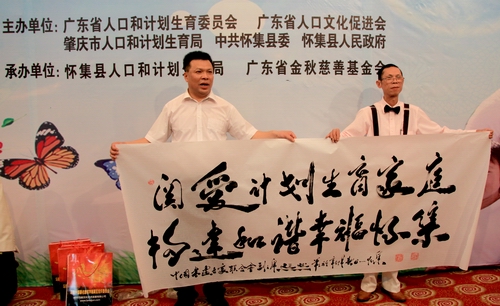 主办单位：广东省人口和计划生育委员会 广东省人口文化促进会
肇庆市人口和计划生育局 中共怀集县委 怀集县人民政府
承办单位：怀集县人口和计划生育局 广东省金秋慈善基金会
关爱计划生育家庭
构建和谐幸福怀集